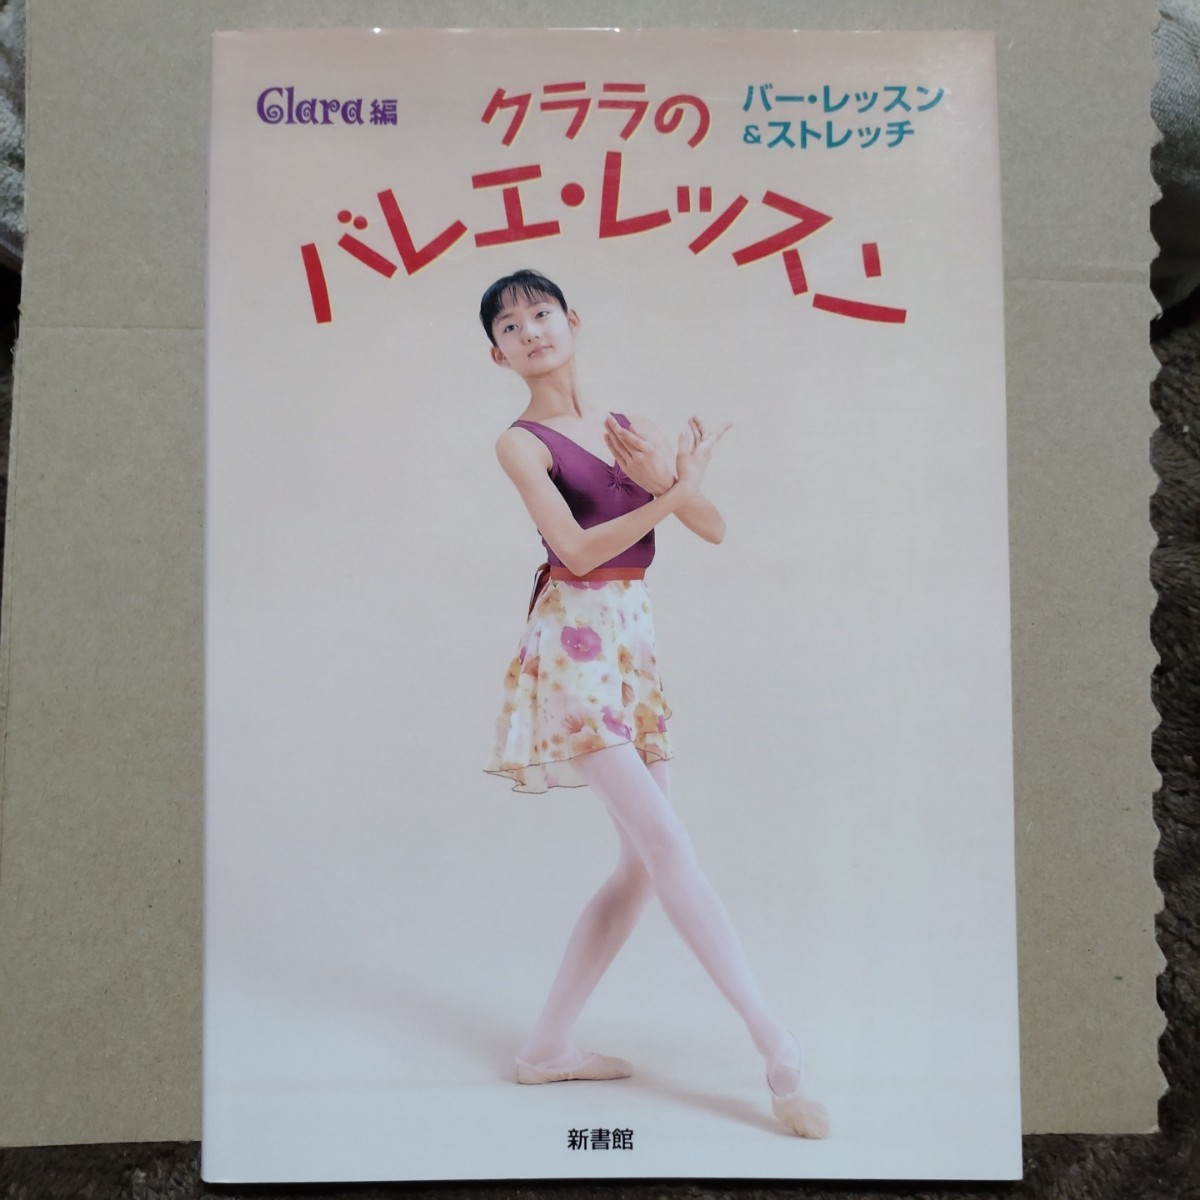 Clara編
クララの
バレエ・レッスン
バー・レッスン
&ストレッチ
新書館